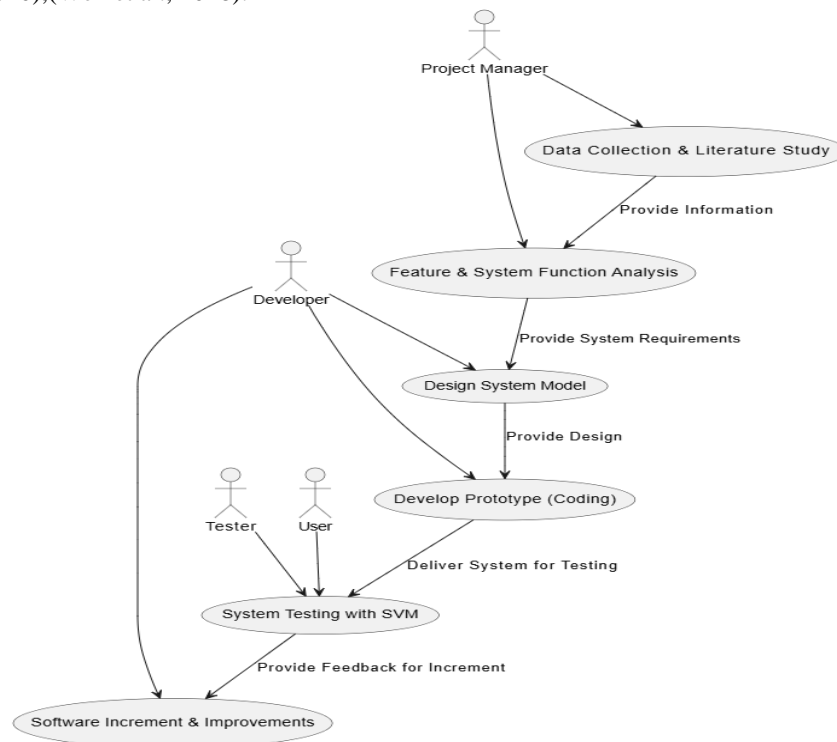 Project Manager
Data Collection & Literature Study
Provide Information
Feature & System Function Analysis
Developer
Provide System Requirements
Design System Model
Provide Design
Develop Prototype (Coding)
Tester
User
Deliver System for Testing
System Testing with SVM
Provide Feedback for Increment
Software Increment & Improvements